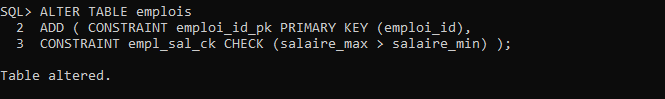 SQL> ALTER TABLE emplois
2 ADD ( CONSTRAINT emploi_id_pk PRIMARY KEY (emploi_id),
3 CONSTRAINT empl_sal_ck CHECK (salaire_max > salaire_min) );
Table altered.